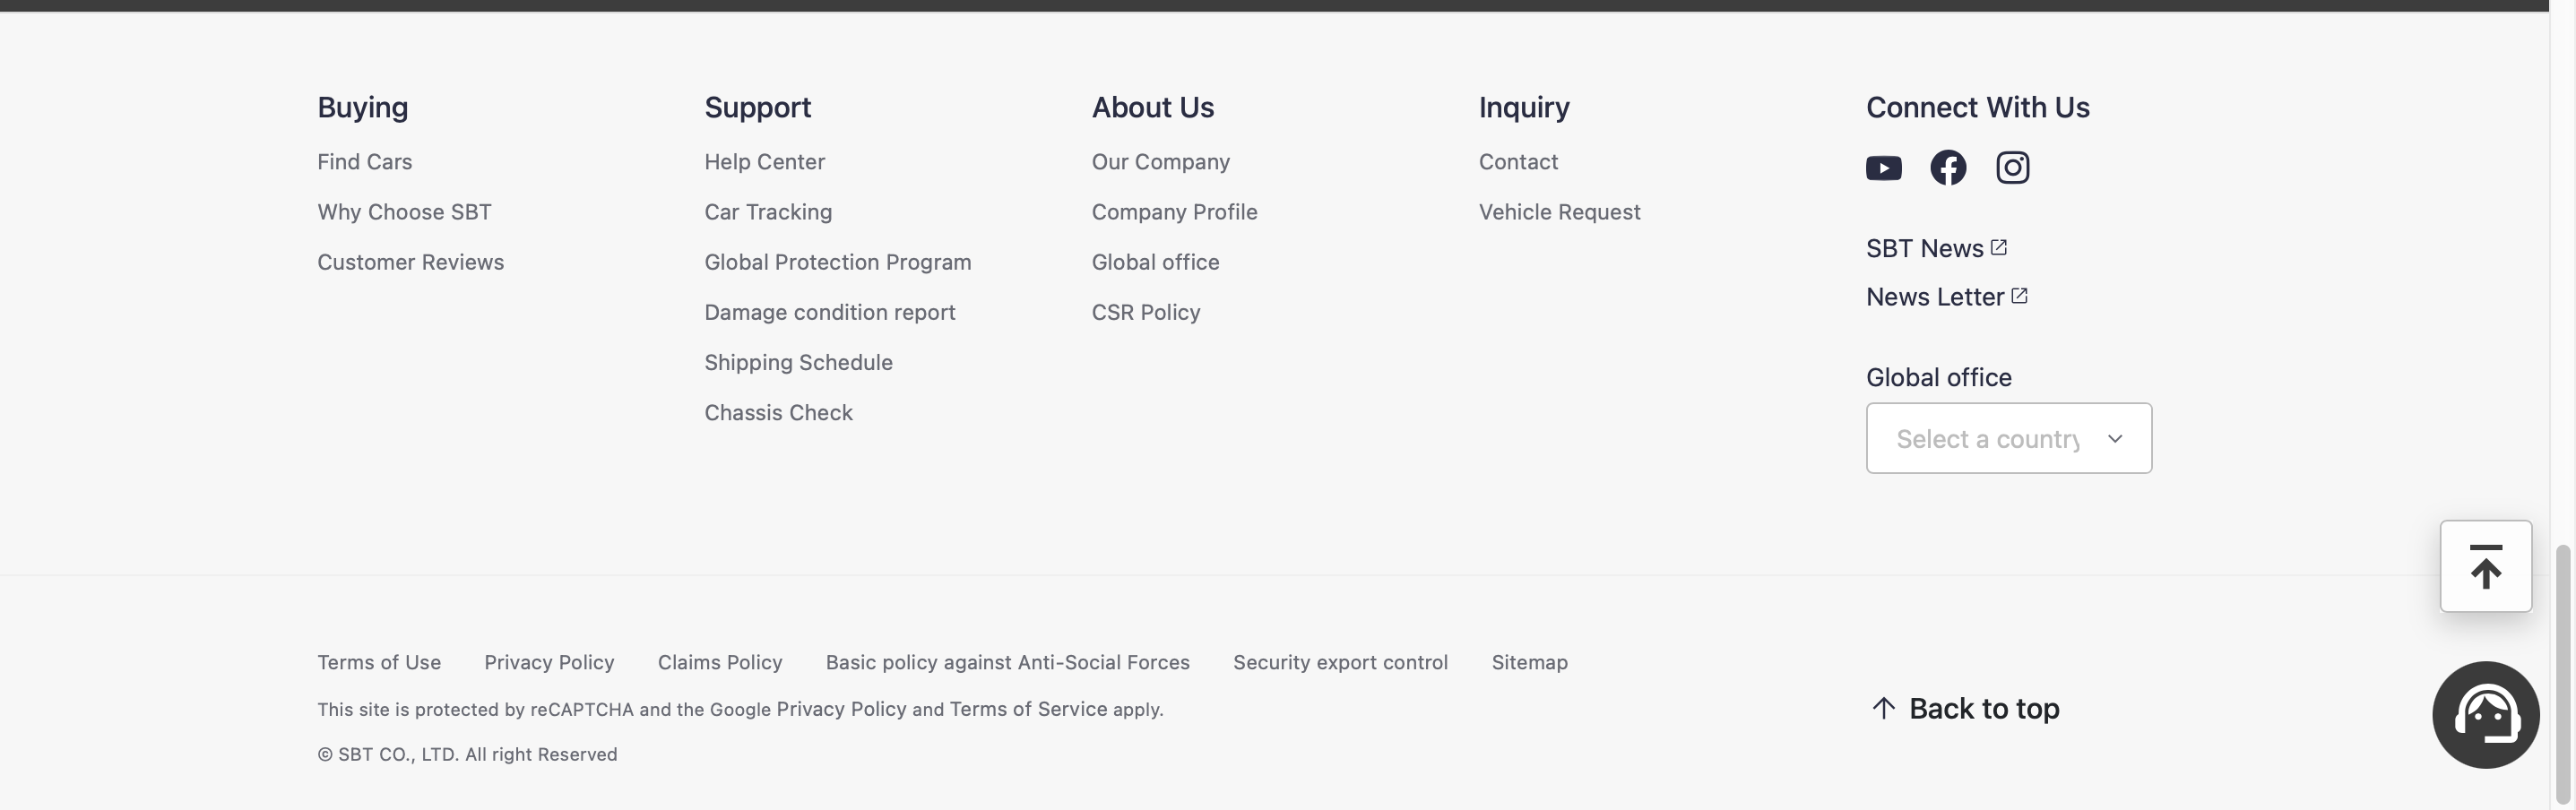 Buying
Find Cars
Why Choose SBT
Customer Reviews
Support
Help Center
Car Tracking
Global Protection Program
Damage condition report
Shipping Schedule
Chassis Check
About Us
Our Company
Company Profile
Global office
CSR Policy
Inquiry
Contact
Vehicle Request
Connect With Us
SBT News
News Letter
Global office
Select a country
Terms of Use Privacy Policy Claims Policy Basic policy against Anti-Social Forces Security export control Sitemap
This site is protected by reCAPTCHA and the Google Privacy Policy and Terms of Service apply.
© SBT CO., LTD. All right Reserved
Back to top